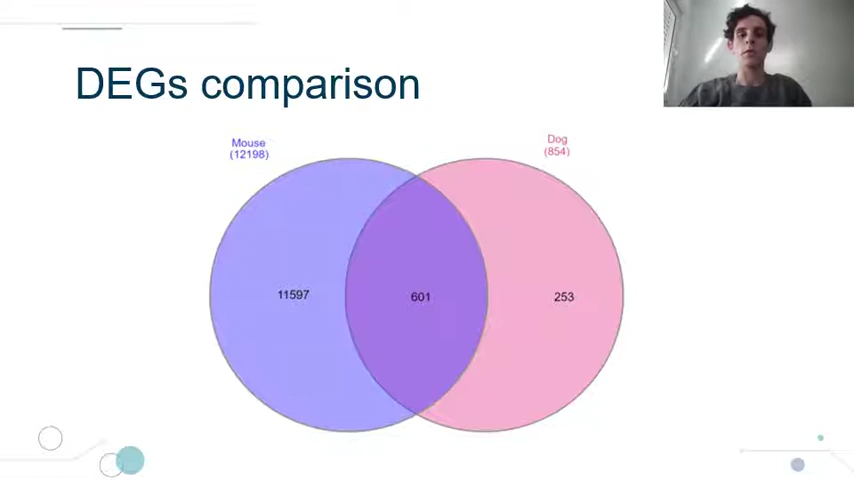 DEGs comparison
Mouse
(12198)
Dog
(854)
11597
601
253